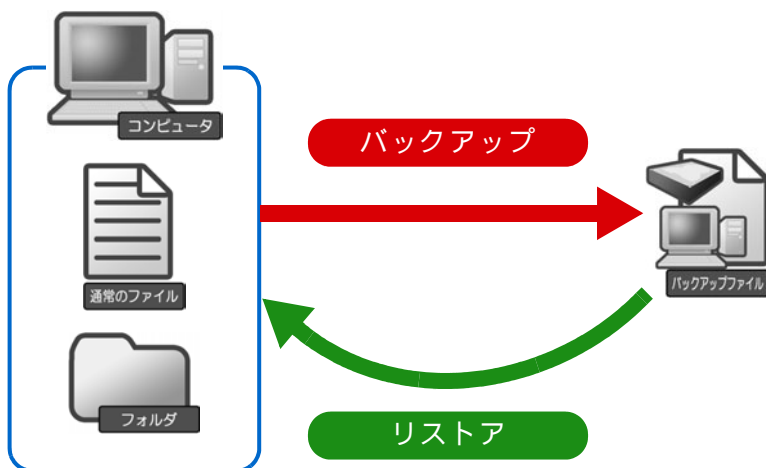 コンピュータ
通常のファイル
フォルダ
バックアップ
バックアップファイル
リストア